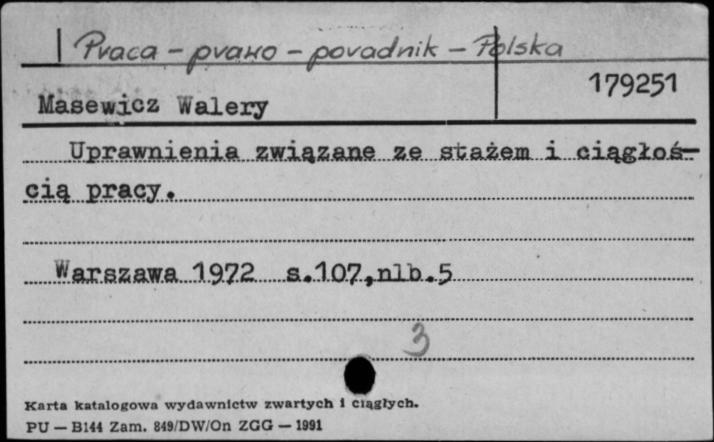 Praca – prawo – poradnik – Polska
179251
Masewicz Walery
Uprawnienia związane ze stażem i ciągłoś-
cią pracy.
Warszawa 1972 s.107,nlb.5
3
Karta katalogowa wydawnictw zwartych i ciągłych.
PU — B144 Zam. 849/DW/On ZGG — 1991